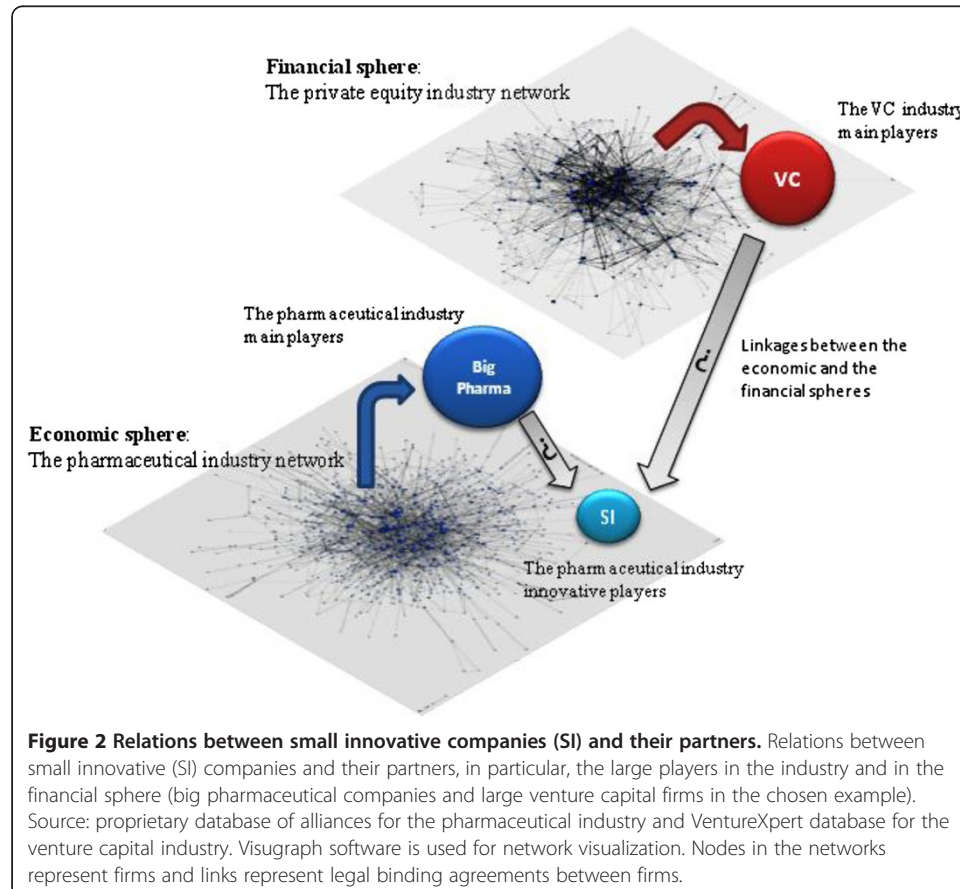 Financial sphere:
The private equity industry network
The VC industry
main players
VC
The pharmaceutical industry
main players
Big
Pharma
¿
Linkages between the
economic and the
financial spheres
Economic sphere:
The pharmaceutical industry network
¿
SI
The pharmaceutical industry
innovative players
Figure 2 Relations between small innovative companies (SI) and their partners. Relations between
small innovative (SI) companies and their partners, in particular, the large players in the industry and in the
financial sphere (big pharmaceutical companies and large venture capital firms in the chosen example).
Source: proprietary database of alliances for the pharmaceutical industry and VentureXpert database for the
venture capital industry. Visugraph software is used for network visualization. Nodes in the networks
represent firms and links represent legal binding agreements between firms.